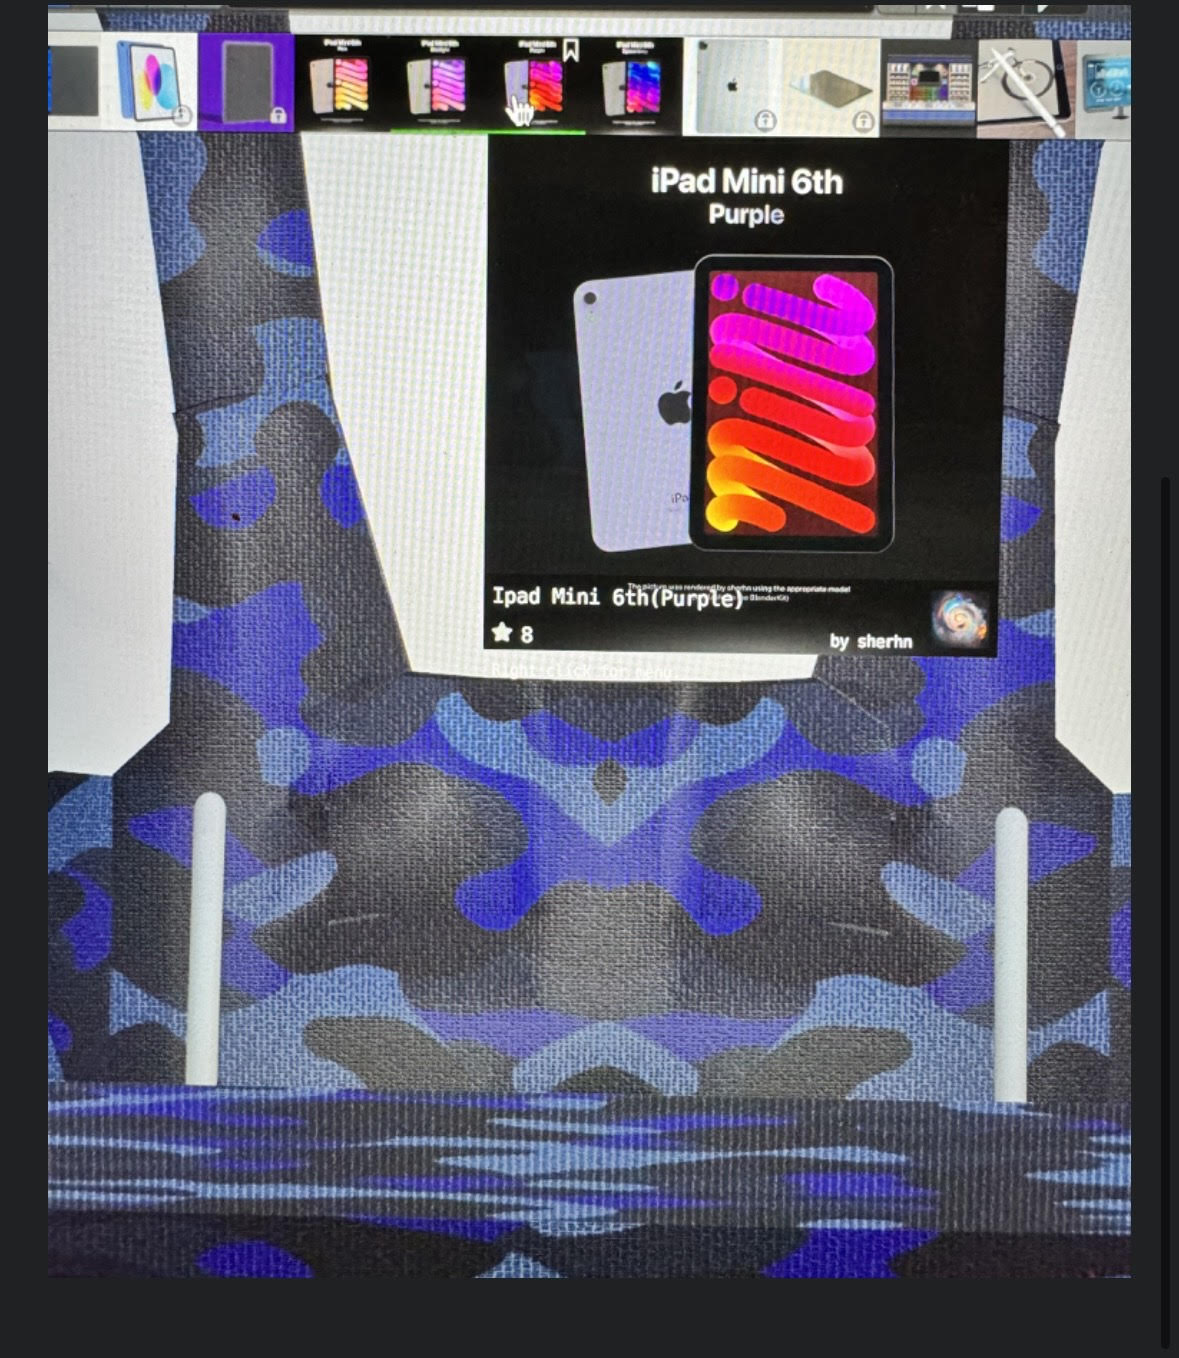 iPad Mini 6th
Purple
iPa
The picture was rendered by sherhn using the appropriate model
BlenderKit)
Ipad Mini 6th(Purple)
8
by sherhn
Right click for menu.